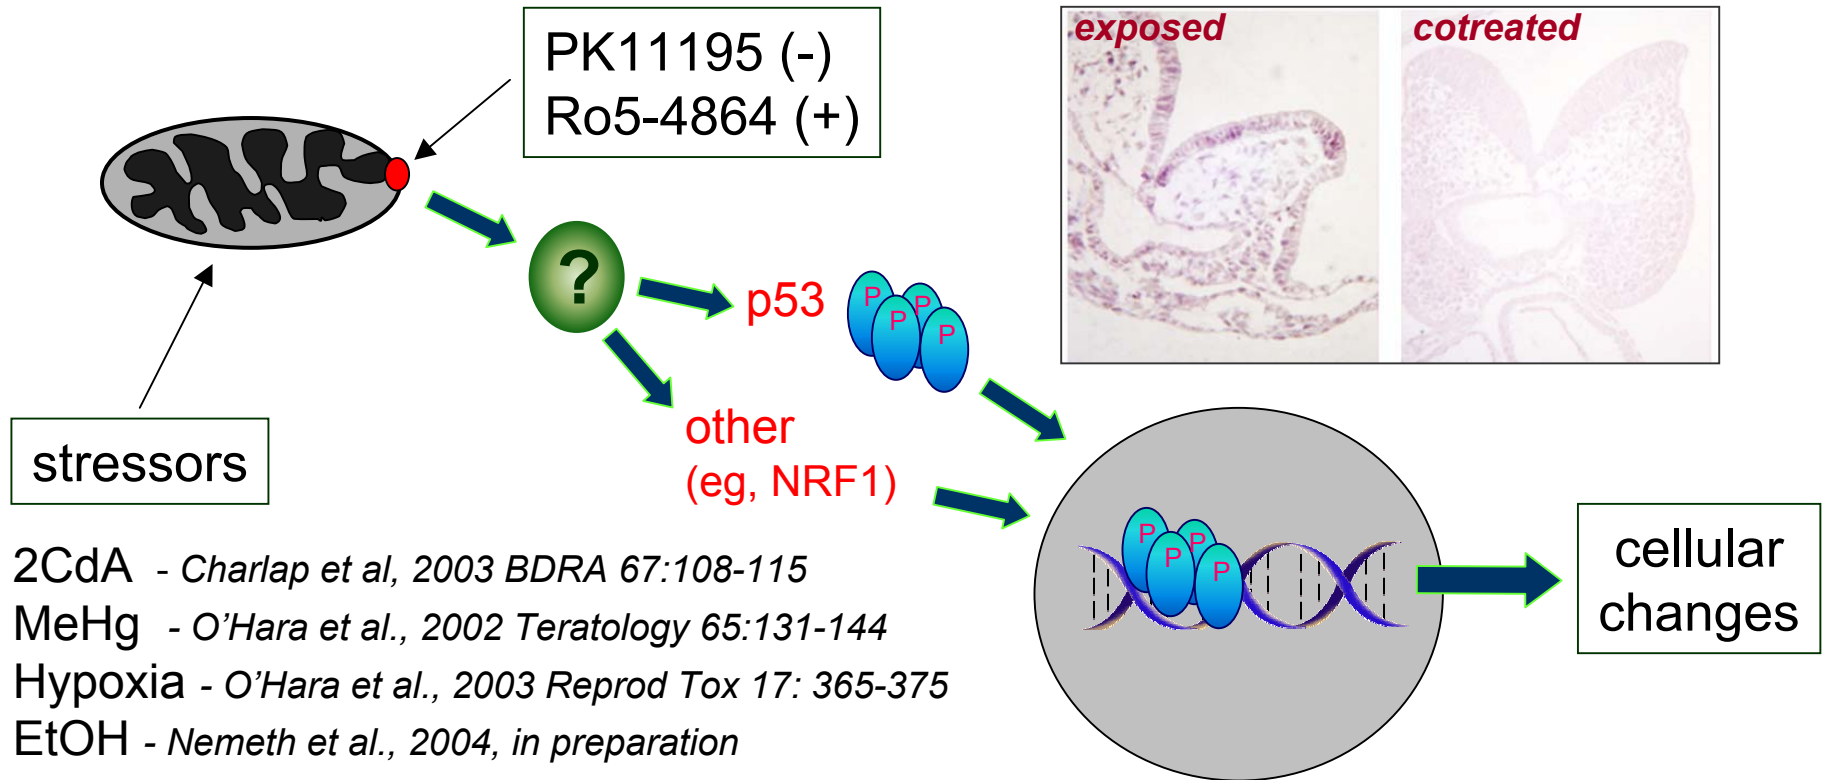 PK11195 (-)
Ro5-4864 (+)
exposed
cotreated
?
p53
P
P
P
P
other
(eg, NRF1)
stressors
P
P
P
P
cellular
changes
2CdA - Charlap et al, 2003 BDRA 67:108-115
MeHg - O'Hara et al., 2002 Teratology 65:131-144
Hypoxia - O'Hara et al., 2003 Reprod Tox 17: 365-375
EtOH - Nemeth et al., 2004, in preparation